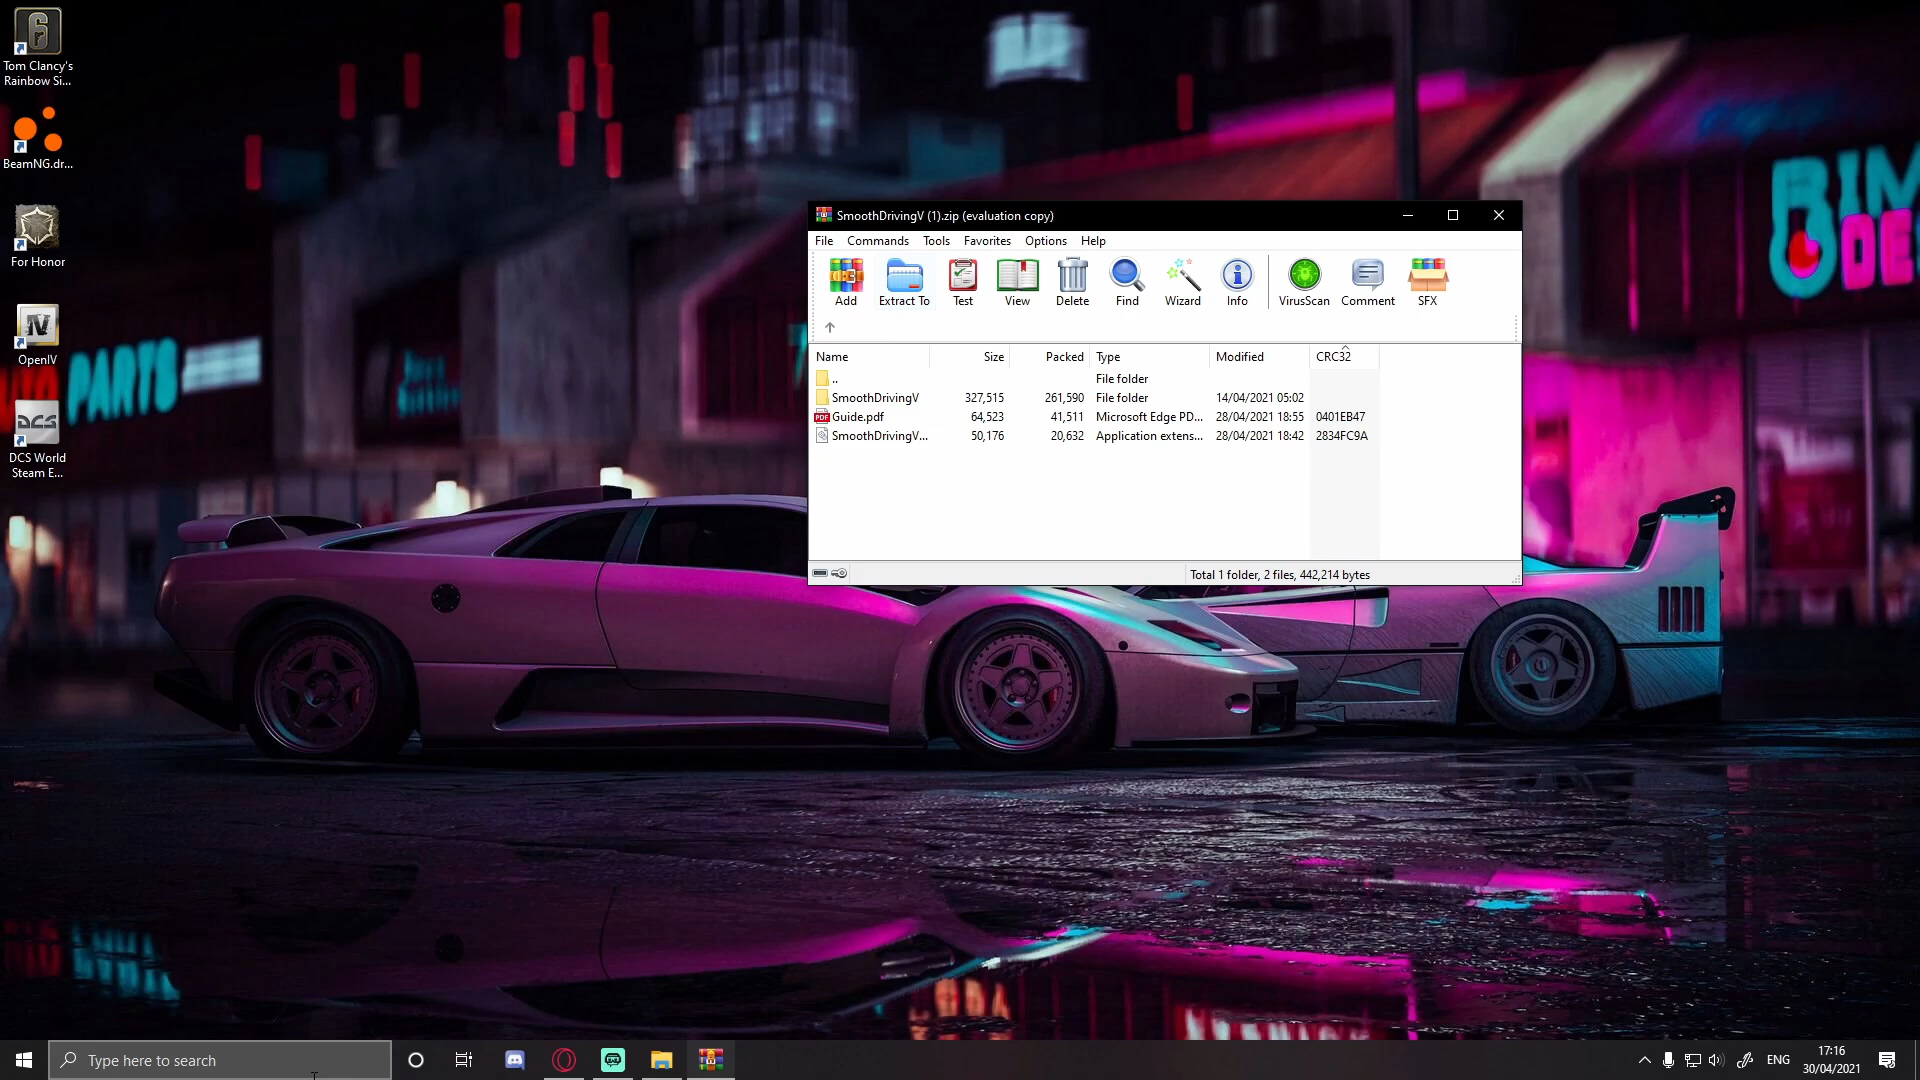 Tom Clancy's
Rainbow Si...
BeamNG.dr...
For Honor
OpenIV
DCS
DCS World
Steam E...
PARTS
BIM
DE
SmoothDrivingV (1).zip (evaluation copy)
File Commands Tools Favorites Options Help
Add Extract To Test View Delete Find Wizard Info VirusScan Comment SFX
Name Size Packed Type Modified CRC32
.. File folder
SmoothDrivingV 327,515 261,590 File folder 14/04/2021 05:02
Guide.pdf 64,523 41,511 Microsoft Edge PD... 28/04/2021 18:55 0401EB47
SmoothDrivingV... 50,176 20,632 Application extens... 28/04/2021 18:42 2834FC9A
Total 1 folder, 2 files, 442,214 bytes
Type here to search
ENG
17:16
30/04/2021